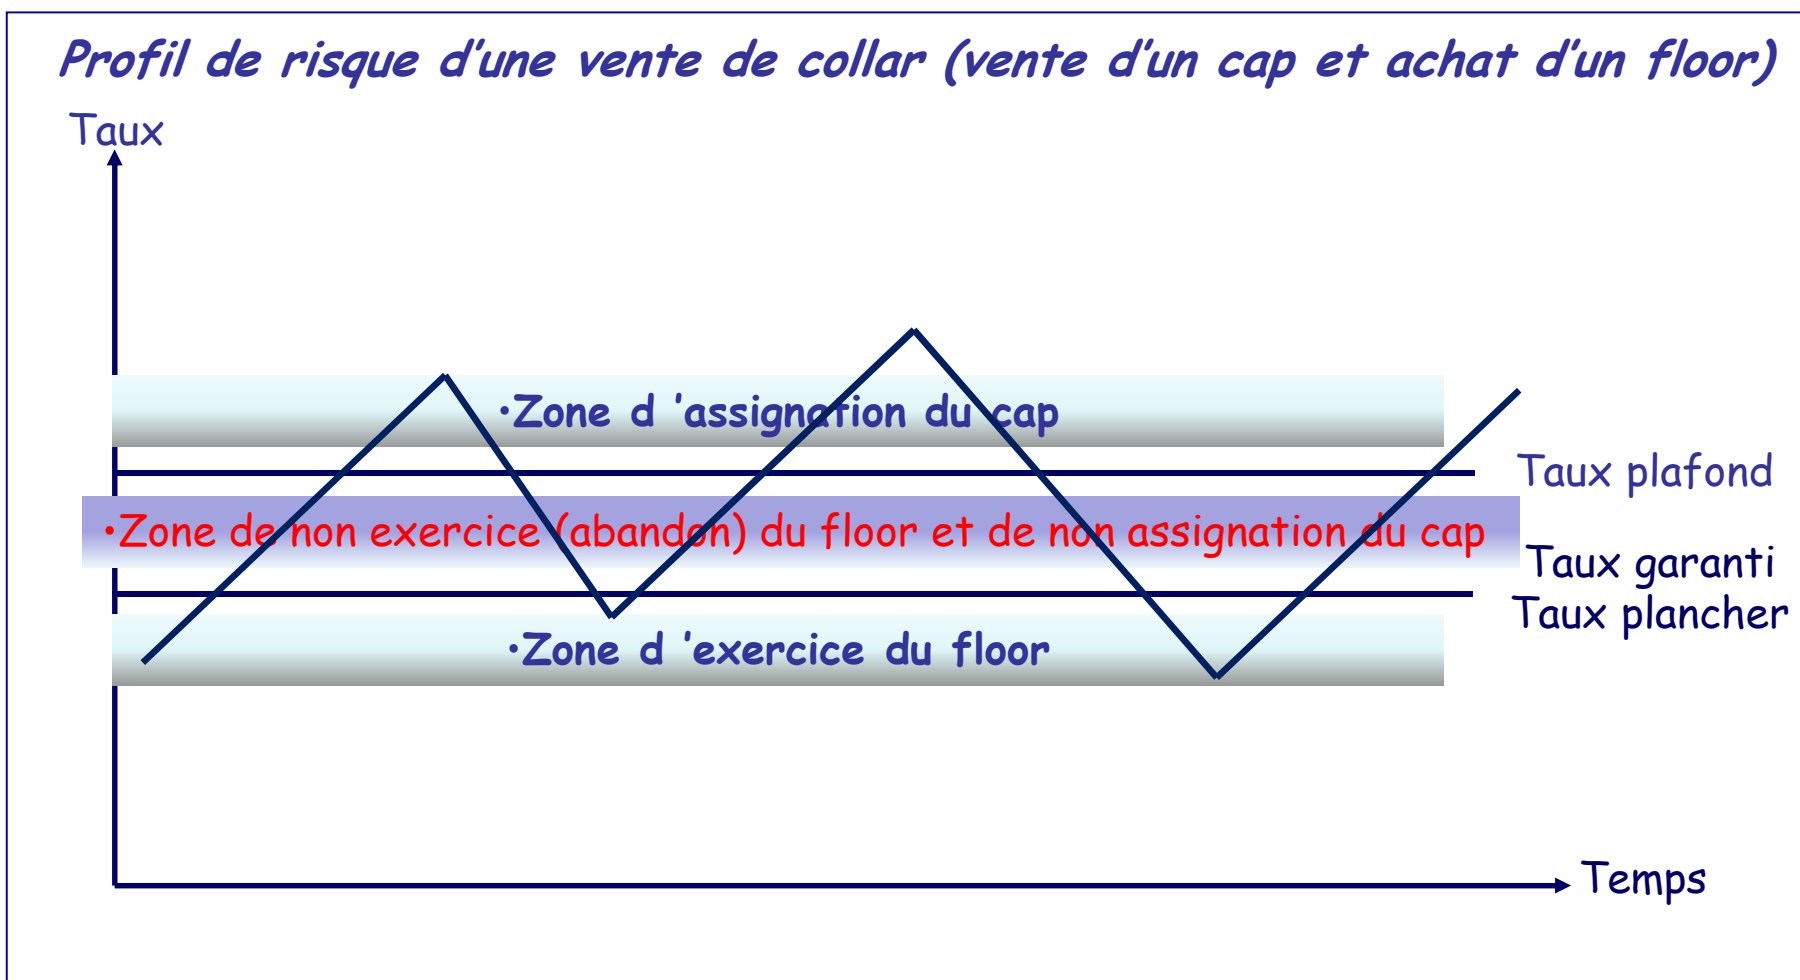 Profil de risque d'une vente de collar (vente d'un cap et achat d'un floor)
Taux
•Zone d 'assignation du cap
Taux plafond
•Zone de non exercice (abandon) du floor et de non assignation du cap
Taux garanti
Taux plancher
•Zone d 'exercice du floor
Temps